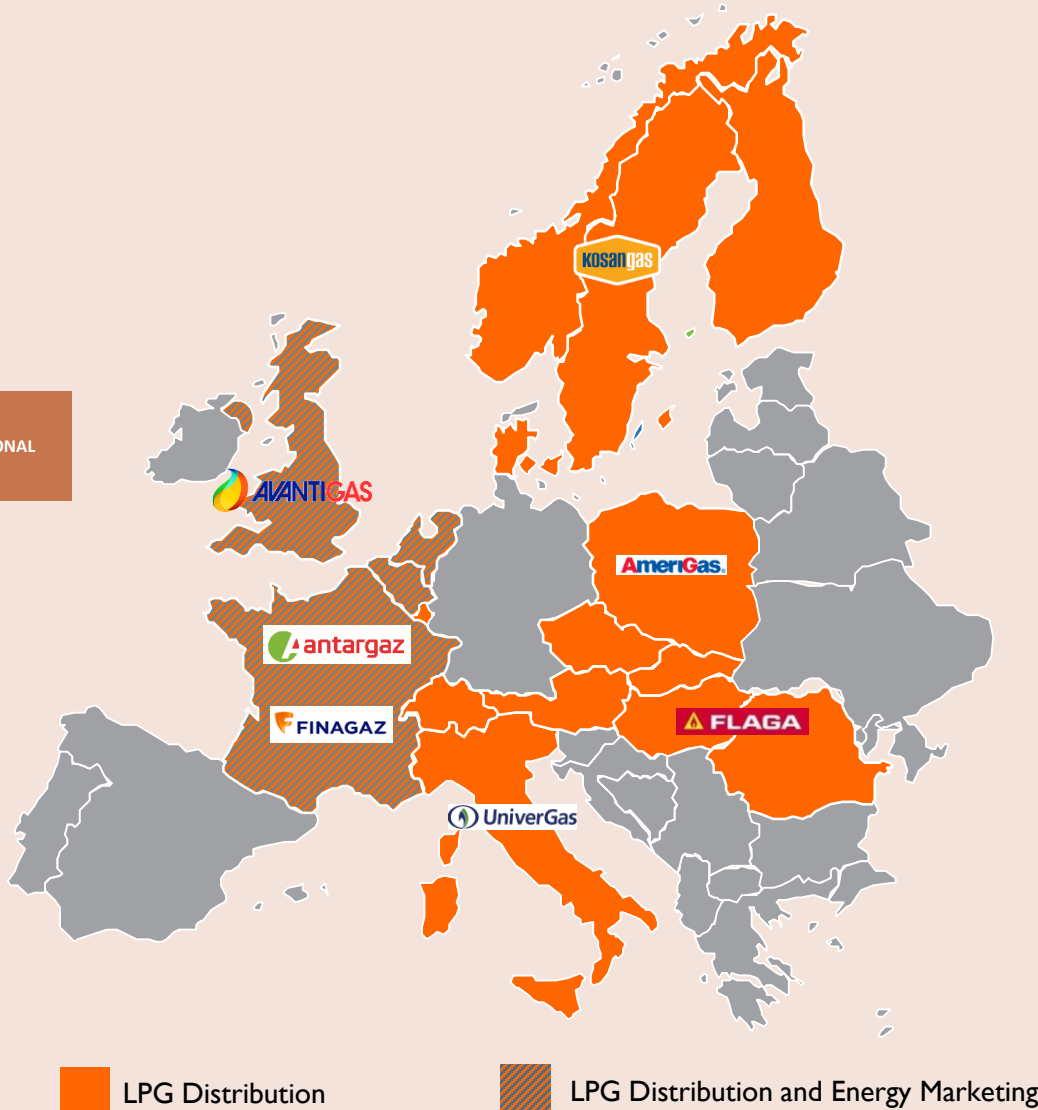 kosangas
ONAL
AVANTIGAS
AmeriGas.
antargaz
FINAGAZ
FLAGA
UniverGas
LPG Distribution
LPG Distribution and Energy Marketing